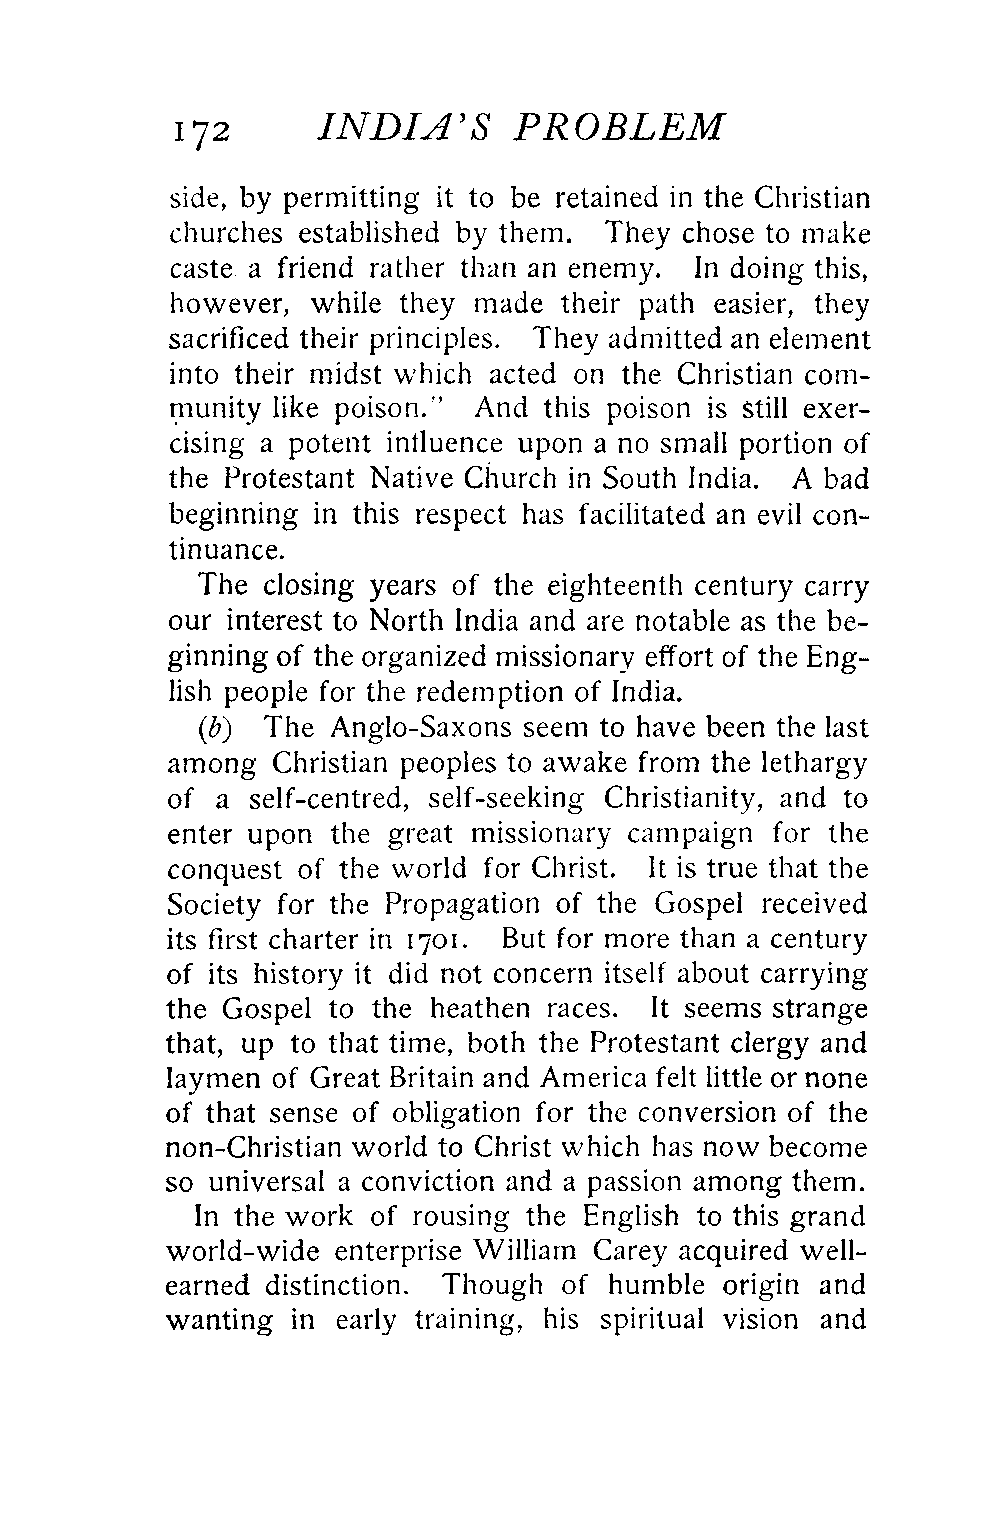 172 INDIA'S PROBLEM
side, by permitting it to be retained in the Christian
churches established by them. They chose to make
caste a friend rather than an enemy. In doing this,
however, while they made their path easier, they
sacrificed their principles. They admitted an element
into their midst which acted on the Christian com-
munity like poison." And this poison is still exer-
cising a potent influence upon a no small portion of
the Protestant Native Church in South India. A bad
beginning in this respect has facilitated an evil con-
tinuance.
The closing years of the eighteenth century carry
our interest to North India and are notable as the be-
ginning of the organized missionary effort of the Eng-
lish people for the redemption of India.
(b) The Anglo-Saxons seem to have been the last
among Christian peoples to awake from the lethargy
of a self-centred, self-seeking Christianity, and to
enter upon the great missionary campaign for the
conquest of the world for Christ. It is true that the
Society for the Propagation of the Gospel received
its first charter in 1701. But for more than a century
of its history it did not concern itself about carrying
the Gospel to the heathen races. It seems strange
that, up to that time, both the Protestant clergy and
laymen of Great Britain and America felt little or none
of that sense of obligation for the conversion of the
non-Christian world to Christ which has now become
so universal a conviction and a passion among them.
In the work of rousing the English to this grand
world-wide enterprise William Carey acquired well-
earned distinction. Though of humble origin and
wanting in early training, his spiritual vision and